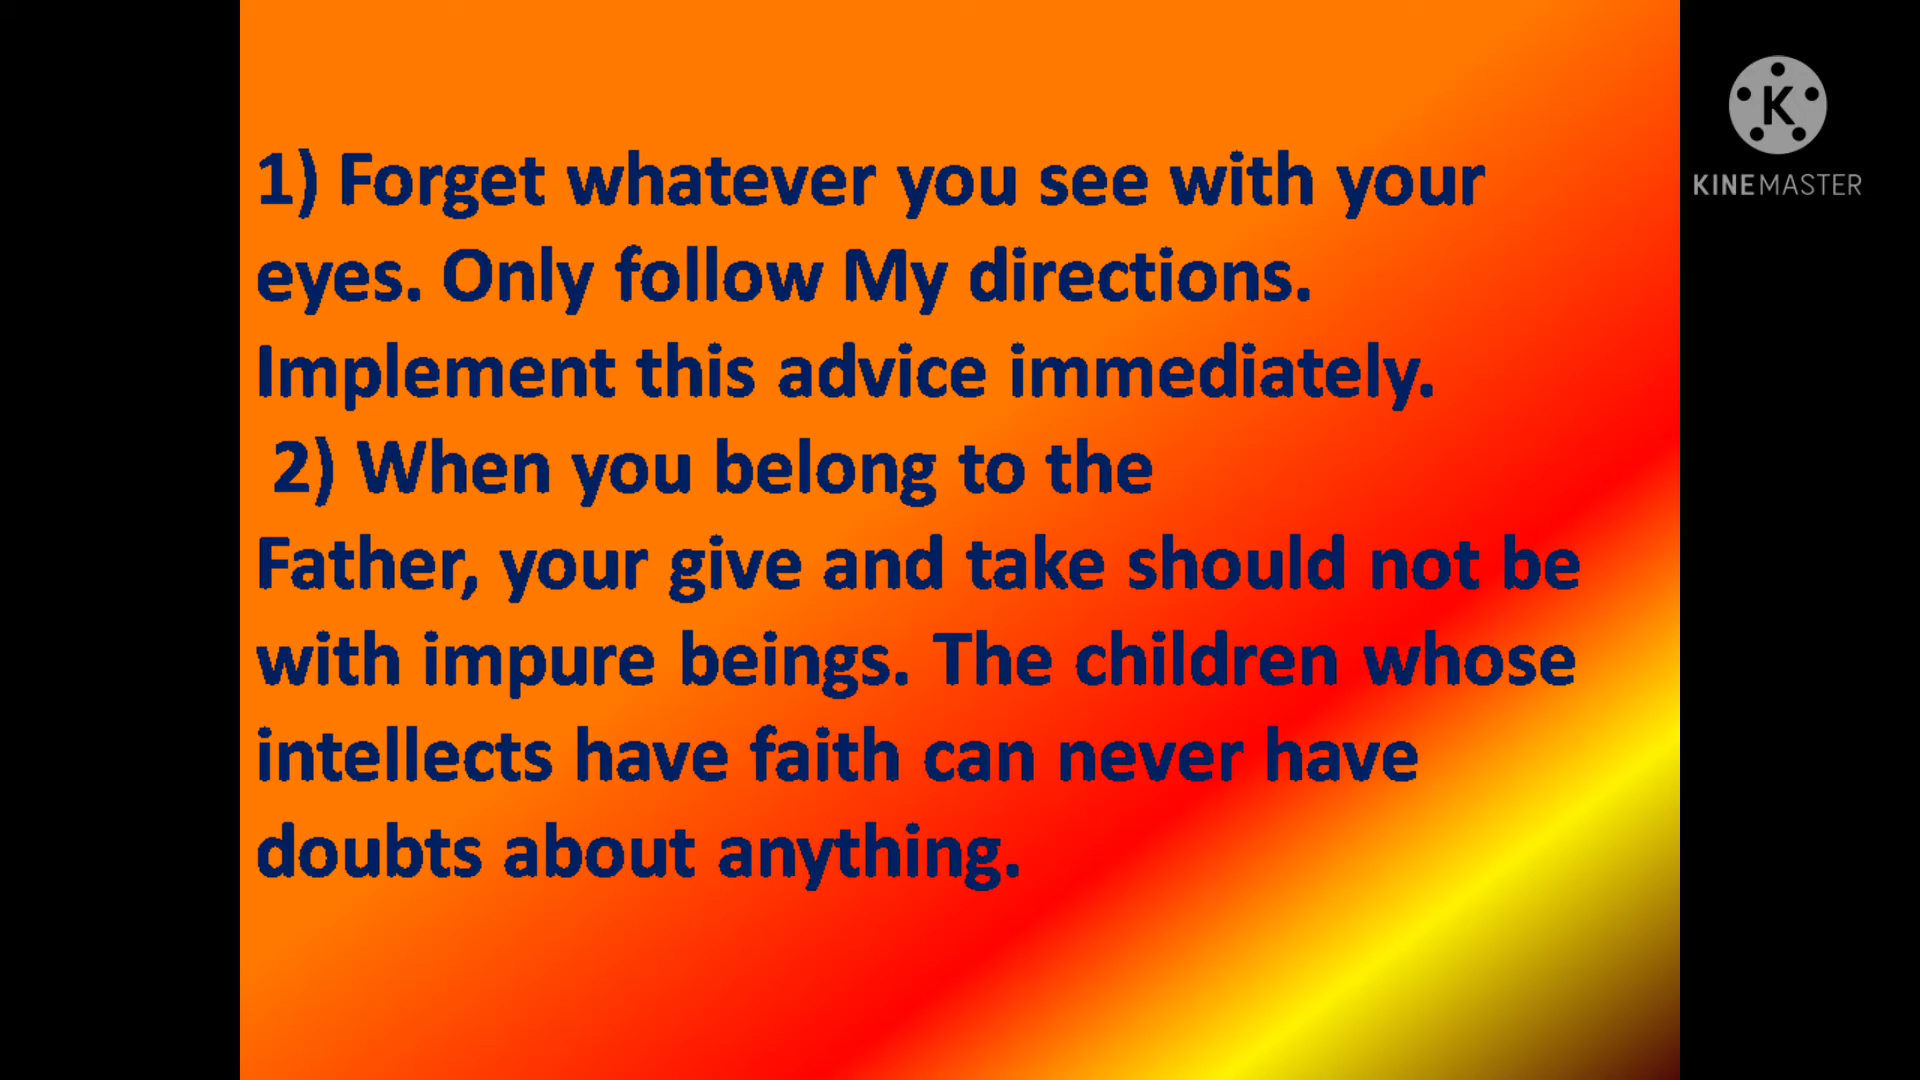 1) Forget whatever you see with your
eyes. Only follow My directions.
Implement this advice immediately.
2) When you belong to the
Father, your give and take should not be
with impure beings. The children whose
intellects have faith can never have
doubts about anything.
K
KINEMASTER